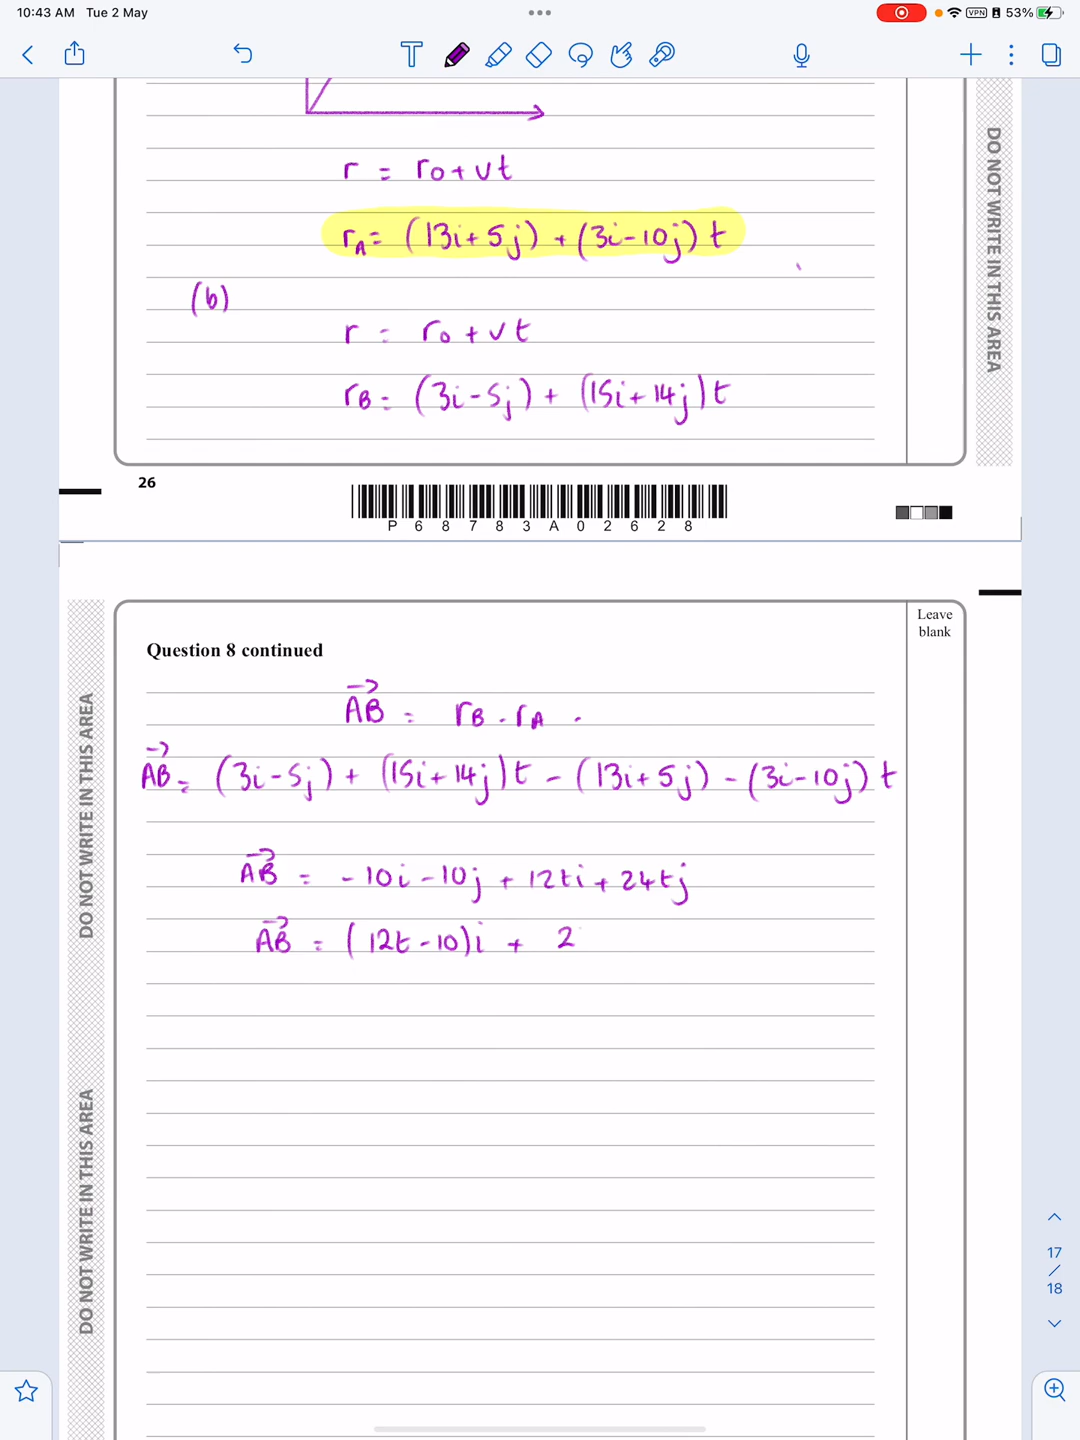 10:43 AM Tue 2 May
VPN 53%
T
r = r0 + vt
rA = (13i + 5j) + (3i - 10j) t
(b)
r = r0 + vt
rB = (3i - 5j) + (15i + 14j) t
DO NOT WRITE IN THIS AREA
26
P 6 8 7 8 3 A 0 2 6 2 8
Leave
blank
Question 8 continued
AB→ = rB - rA .
AB→ = (3i - 5j) + (15i + 14j) t - (13i + 5j) - (3i - 10j) t
AB→ = -10i - 10j + 12ti + 24tj
AB→ = (12t - 10)i + 2
DO NOT WRITE IN THIS AREA
DO NOT WRITE IN THIS AREA
17
/
18